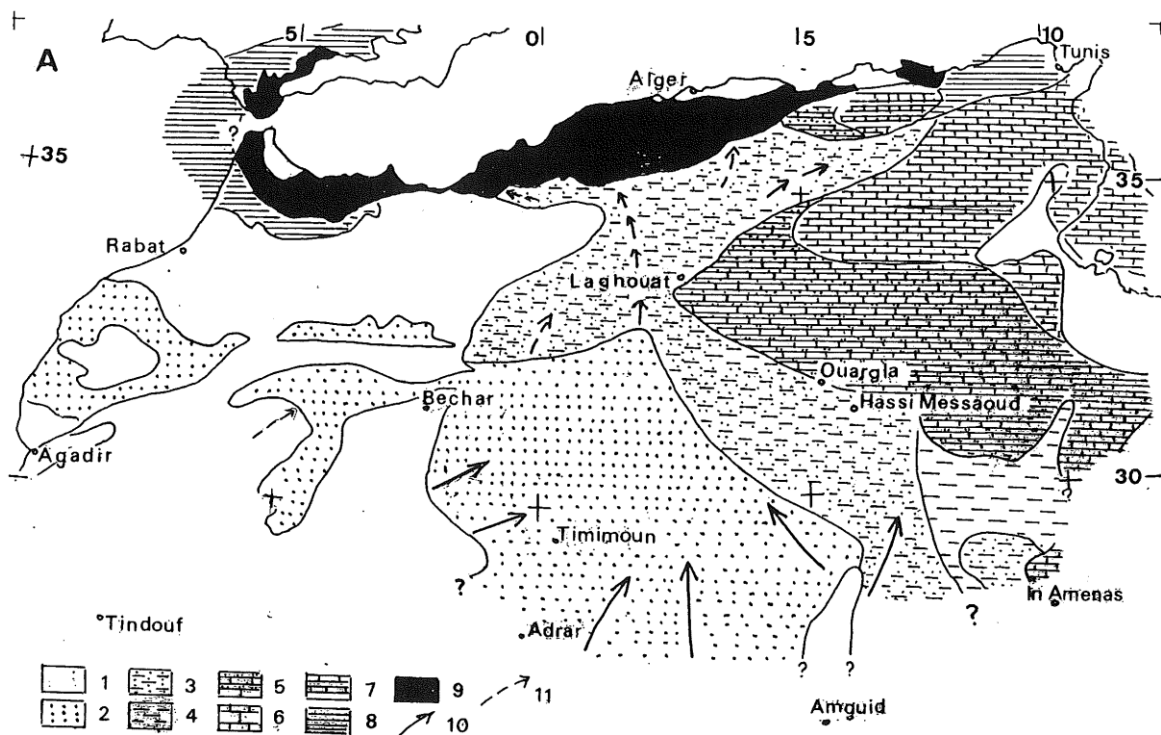 A
5
0
5
10
Tunis
Alger
35
35
Rabat
Laghouat
Ouargla
Hassi Messaoud
Bechar
Agadir
30
Timimoun
?
?
In Amenas
?
Tindouf
Adrar
?
?
?
Amguid
1 3 5 7 9 11
2 4 6 8 10